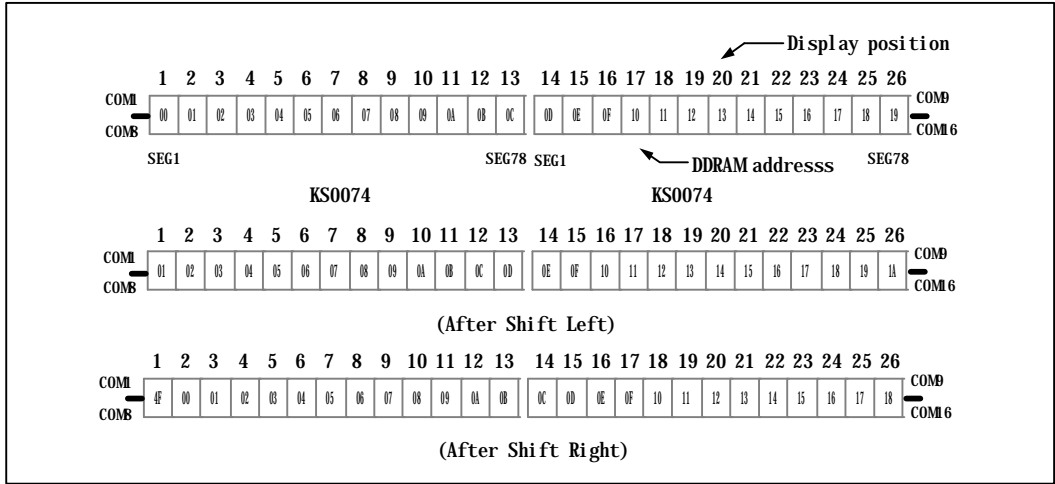 Display position
1 2 3 4 5 6 7 8 9 10 11 12 13 14 15 16 17 18 19 20 21 22 23 24 25 26
COM1 COM9
00 01 02 03 04 05 06 07 08 09 0A 0B 0C 0D 0E 0F 10 11 12 13 14 15 16 17 18 19
COM8 COM16
SEG1 SEG78 SEG1 SEG78
DDRAM addresss
KS0074 KS0074
1 2 3 4 5 6 7 8 9 10 11 12 13 14 15 16 17 18 19 20 21 22 23 24 25 26
COM1 COM9
01 02 03 04 05 06 07 08 09 0A 0B 0C 0D 0E 0F 10 11 12 13 14 15 16 17 18 19 1A
COM8 COM16
(After Shift Left)
1 2 3 4 5 6 7 8 9 10 11 12 13 14 15 16 17 18 19 20 21 22 23 24 25 26
COM1 COM9
4F 00 01 02 03 04 05 06 07 08 09 0A 0B 0C 0D 0E 0F 10 11 12 13 14 15 16 17 18
COM8 COM16
(After Shift Right)